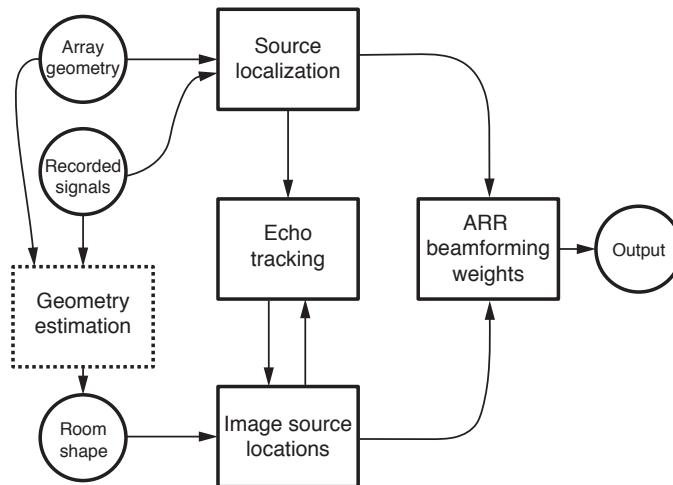 Array
geometry
Source
localization
Recorded
signals
Echo
tracking
ARR
beamforming
weights
Output
Geometry
estimation
Room
shape
Image source
locations